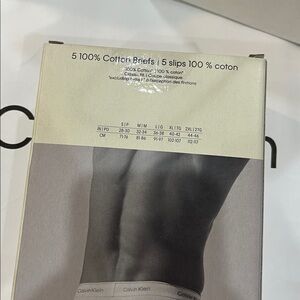 5 100% Cotton Briefs | 5 slips 100 % coton
100% Cotton* | 100 % coton*
Classic Fit | Coupe classique
S|P M|M L|G XL|TG 2XL|2TG
IN|PO 28-30 32-34 36-38 40-42 44-46
CM 71-76 81-86 91-97 102-107 112-117
Calvin Klein Calvin Klein